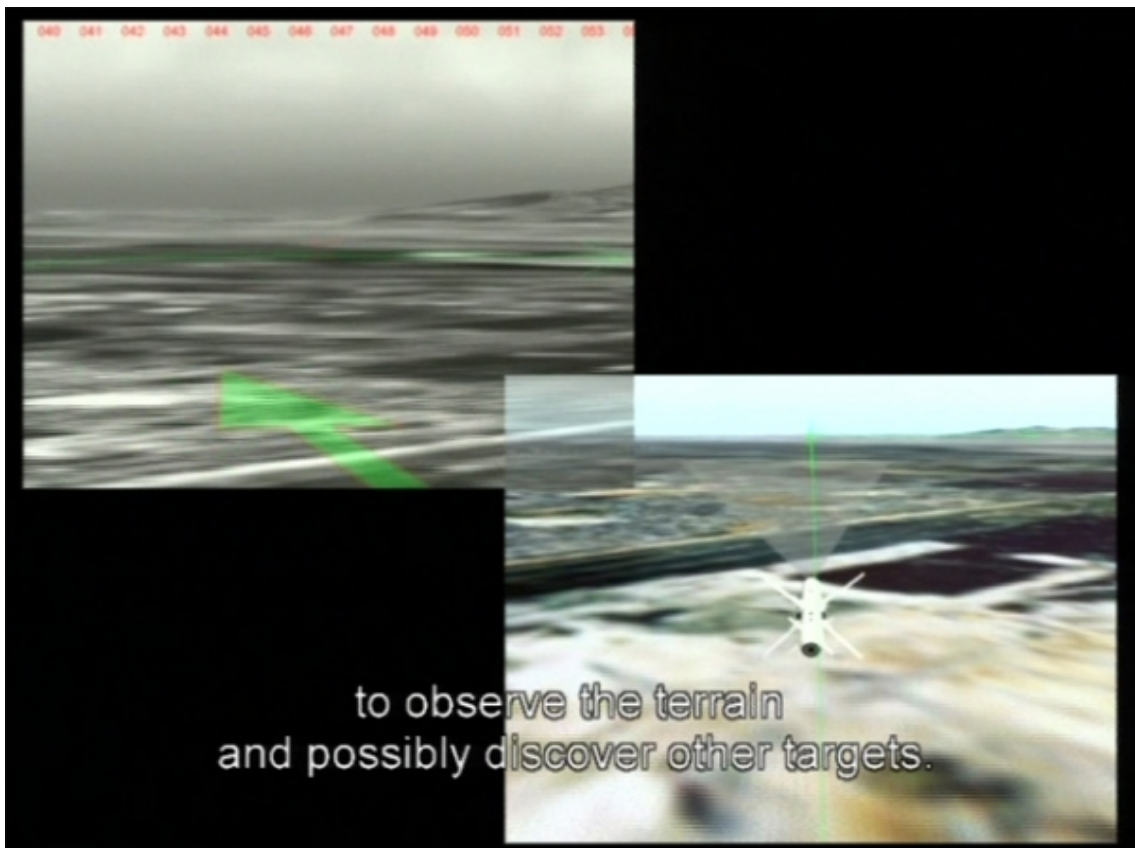 040 041 042 043 044 045 046 047 048 049 050 051 052 053
to observe the terrain
and possibly discover other targets.